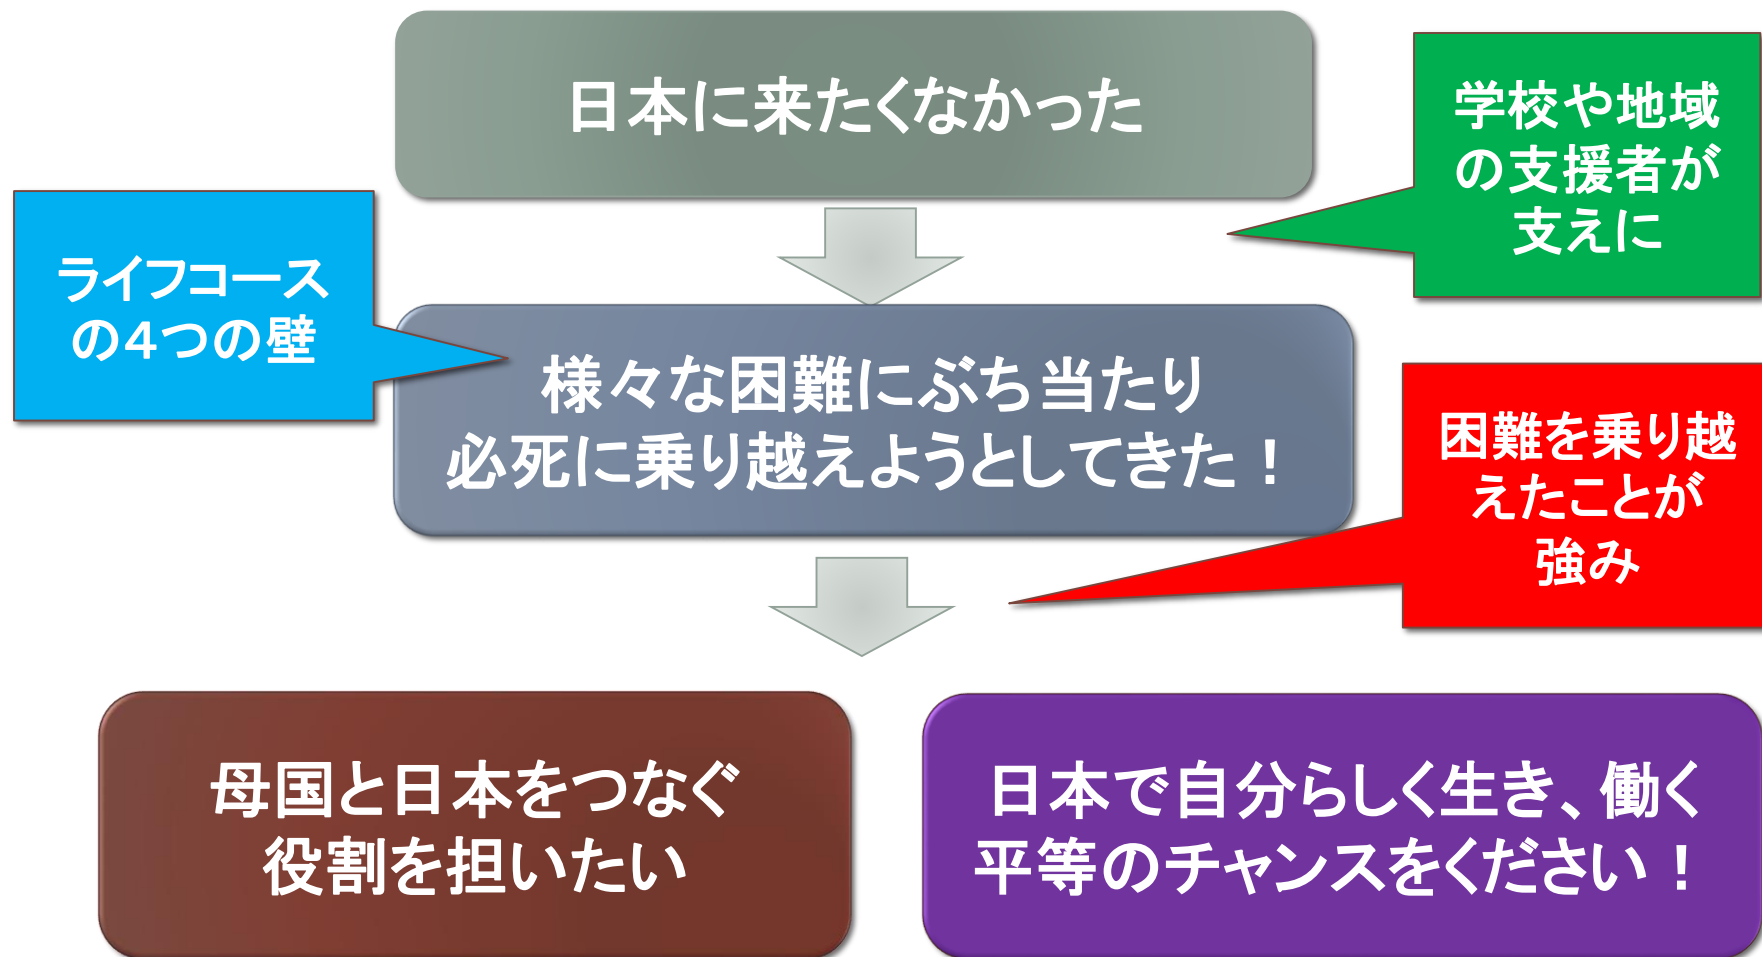 日本に来たくなかった
学校や地域
の支援者が
支えに
ライフコース
の4つの壁
様々な困難にぶち当たり
必死に乗り越えようとしてきた！
困難を乗り越
えたことが
強み
母国と日本をつなぐ
役割を担いたい
日本で自分らしく生き、働く
平等のチャンスをください！